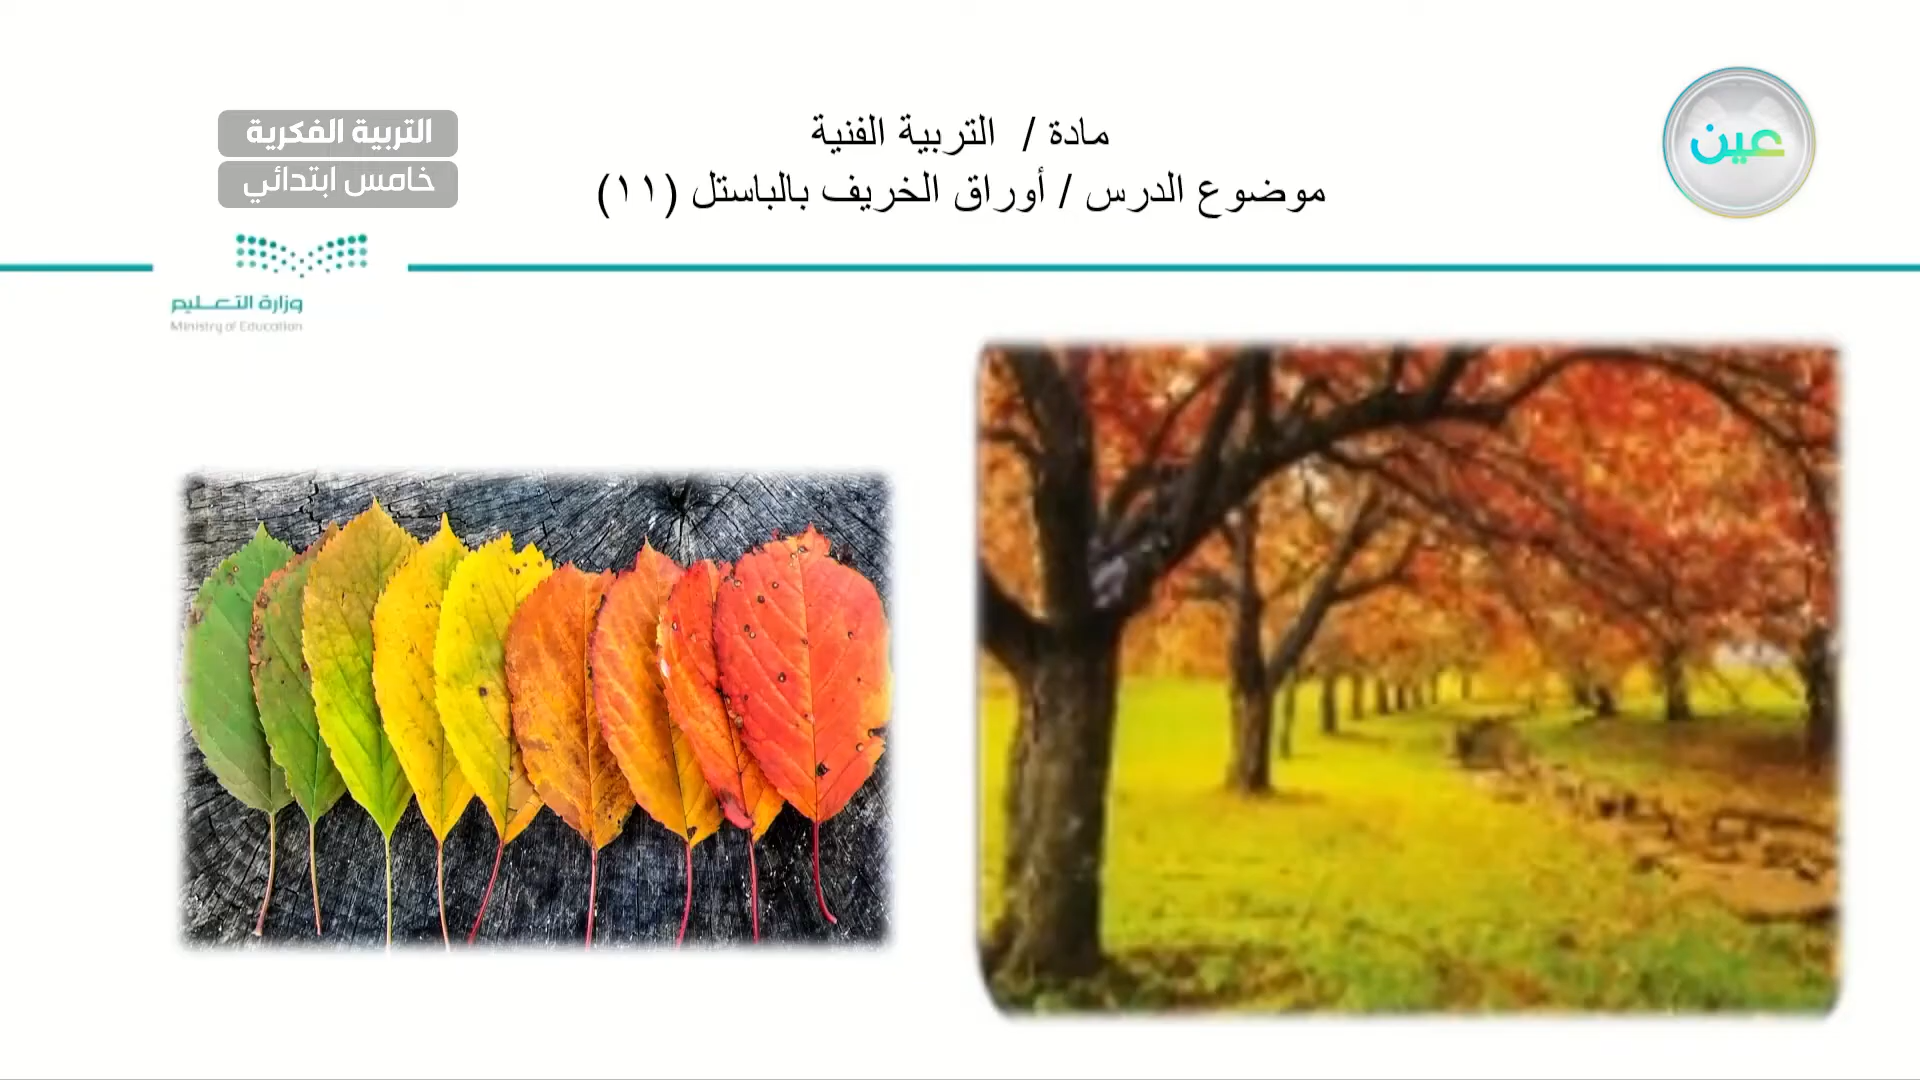 مادة / التربية الفنية
موضوع الدرس / أوراق الخريف بالباستل (١١)
عين
التربية الفكرية
خامس ابتدائي
وزارة التعليم
Ministry of Education